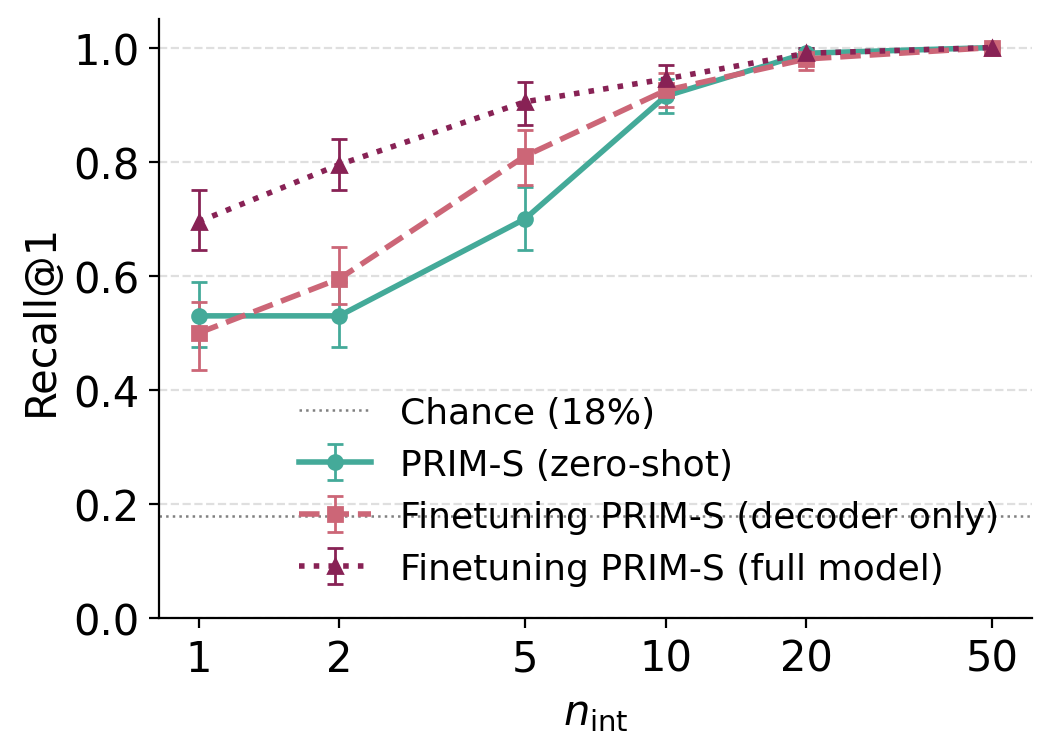 1.0
0.8
0.6
0.4
0.2
0.0
Recall@1
Chance (18%)
PRIM-S (zero-shot)
Finetuning PRIM-S (decoder only)
Finetuning PRIM-S (full model)
1 2 5 10 20 50
n_int